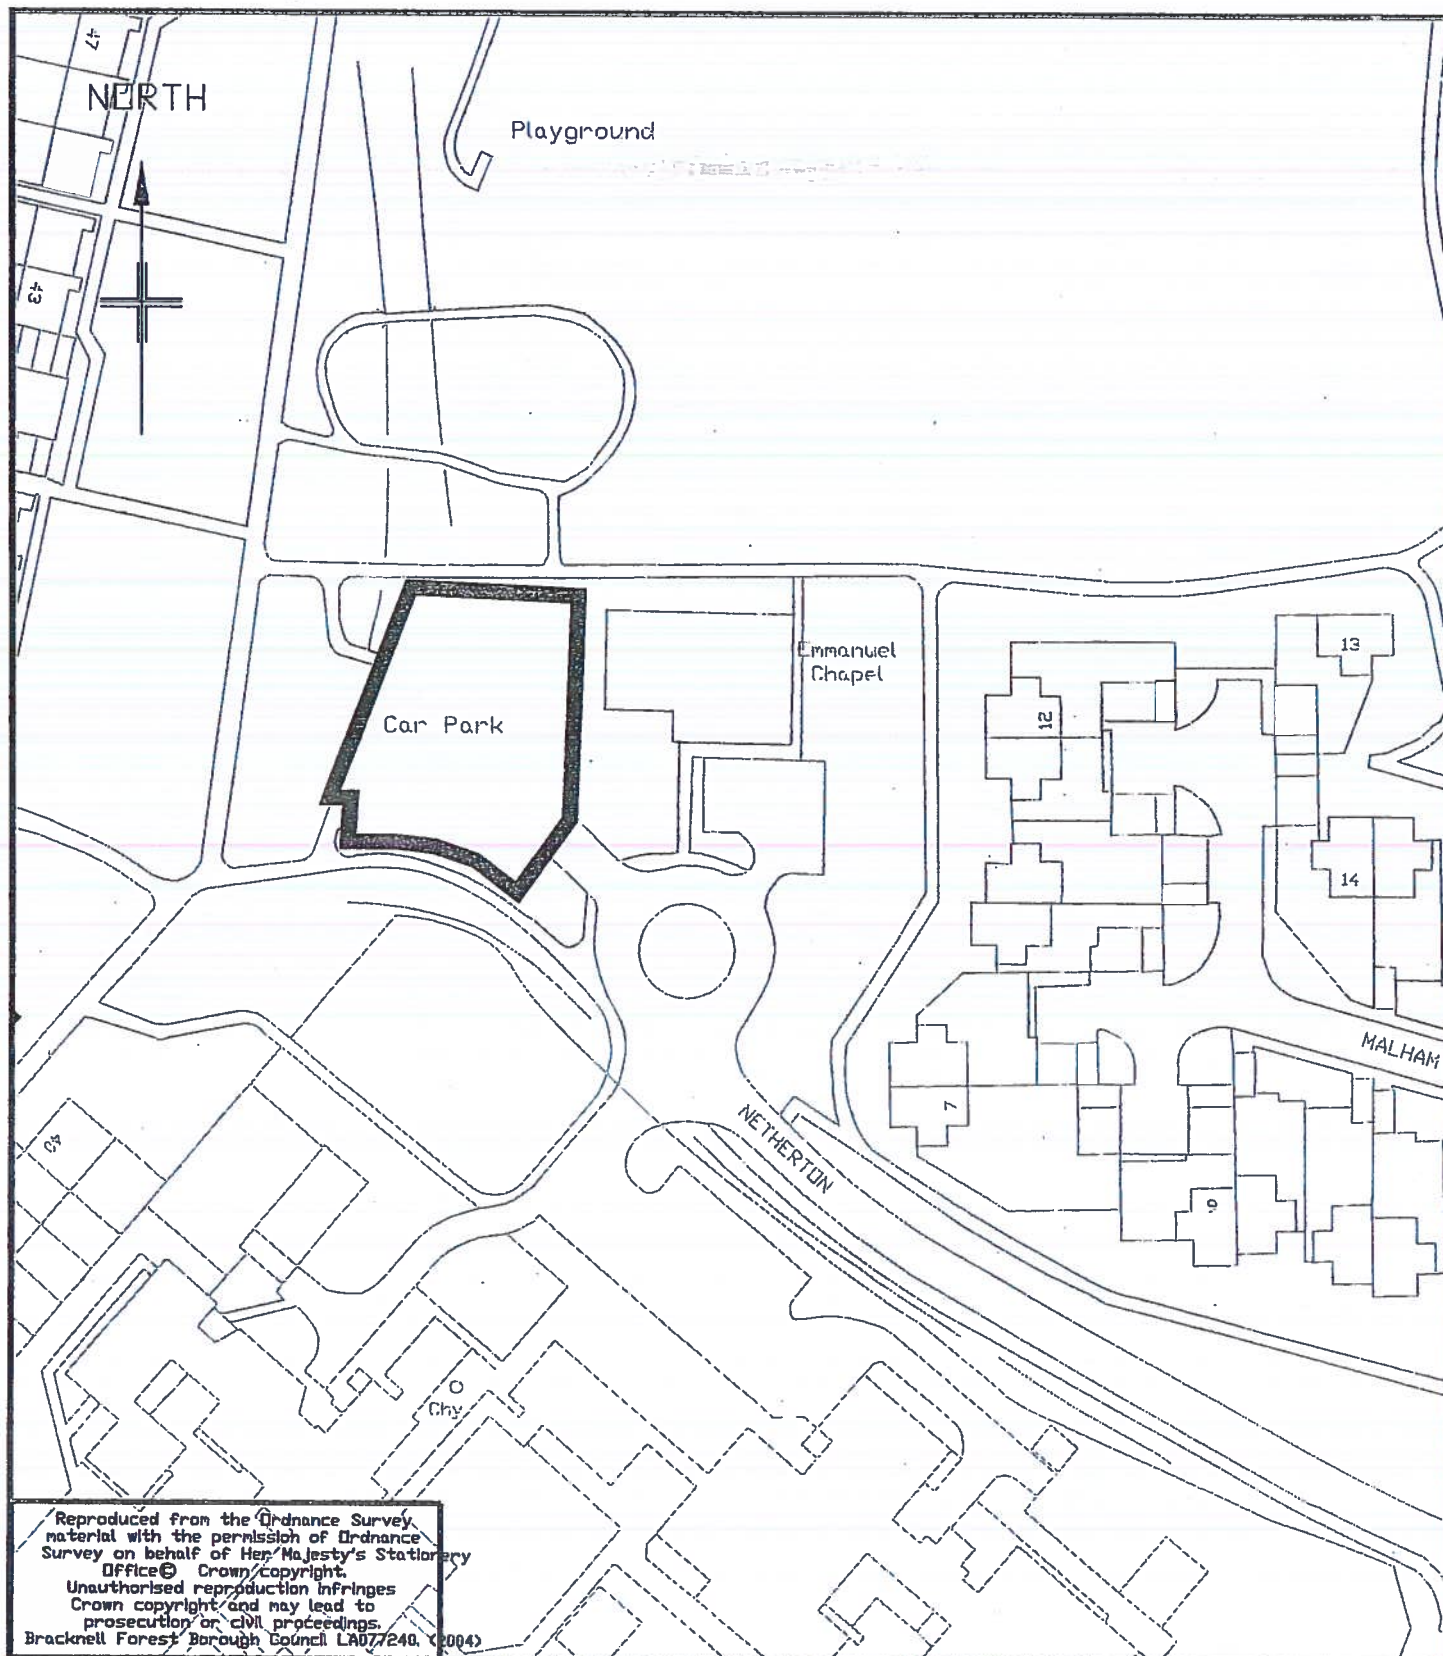 47
NORTH
Playground
43
Emmanuel
Chapel
13
12
Car Park
14
MALHAM
7
NETHERTON
40
9
Chy
Reproduced from the Ordnance Survey
material with the permission of Ordnance
Survey on behalf of Her Majesty's Stationery
Office © Crown copyright.
Unauthorised reproduction infringes
Crown copyright and may lead to
prosecution or civil proceedings.
Bracknell Forest Borough Council LA077240. (2004)